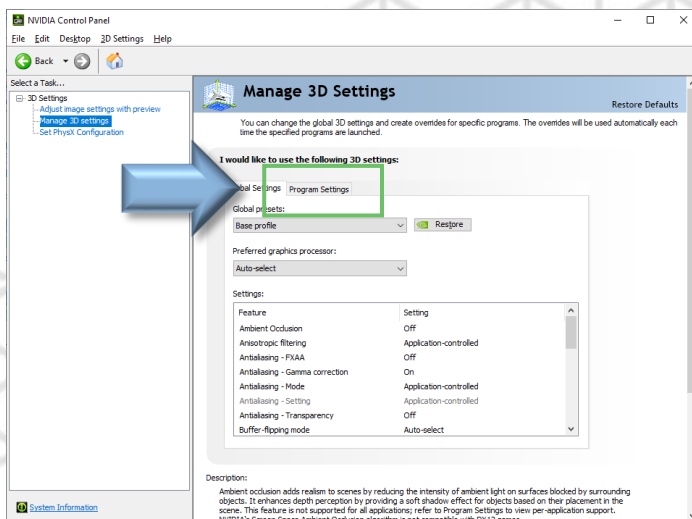 NVIDIA Control Panel
File Edit Desktop 3D Settings Help
Back
Select a Task...
3D Settings
Adjust image settings with preview
Manage 3D settings
Set PhysX Configuration
System Information
Manage 3D Settings
Restore Defaults
You can change the global 3D settings and create overrides for specific programs. The overrides will be used automatically each
time the specified programs are launched.
I would like to use the following 3D settings:
Settings Program Settings
Global presets:
Base profile Restore
Preferred graphics processor:
Auto-select
Settings:
Feature Setting
Ambient Occlusion Off
Anisotropic filtering Application-controlled
Antialiasing - FXAA Off
Antialiasing - Gamma correction On
Antialiasing - Mode Application-controlled
Antialiasing - Setting Application-controlled
Antialiasing - Transparency Off
Buffer-flipping mode Auto-select
Description:
Ambient occlusion adds realism to scenes by reducing the intensity of ambient light on surfaces blocked by surrounding
objects. It enhances depth perception by providing a soft shadow effect for objects based on their placement in the
scene. This feature is not supported for all applications; refer to Program Settings to view per-application support.